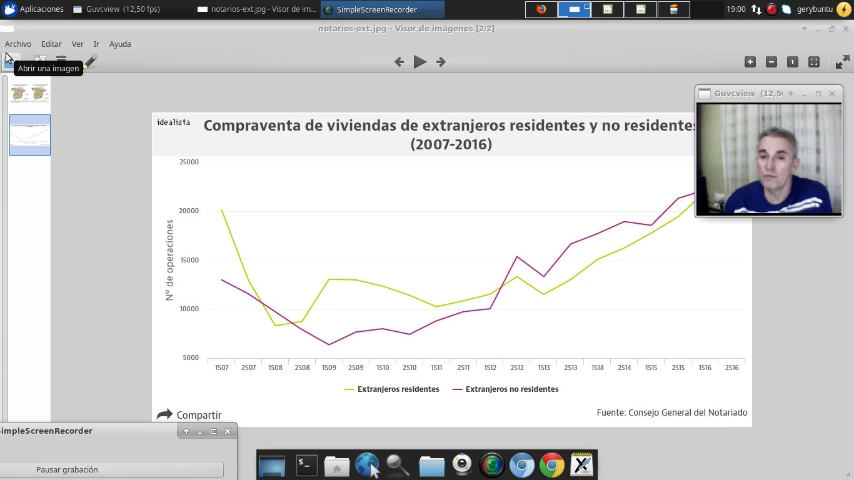 Aplicaciones
Guvcview (12,50 fps)
notarios-ext.jpg - Visor de im...
SimpleScreenRecorder
19:00
gerybuntu
notarios-ext.jpg - Visor de imágenes [2/2]
Archivo Editar Ver Ir Ayuda
Abrir una imagen
Guvcview (12,5
idealista
Compraventa de viviendas de extranjeros residentes y no residentes
(2007-2016)
25000
20000
15000
10000
5000
Nº de operaciones
1S07 2S07 1S08 2S08 1S09 2S09 1S10 2S10 1S11 2S11 1S12 2S12 1S13 2S13 1S14 2S14 1S15 2S15 1S16 2S16
Extranjeros residentes Extranjeros no residentes
Compartir
Fuente: Consejo General del Notariado
SimpleScreenRecorder
Pausar grabación